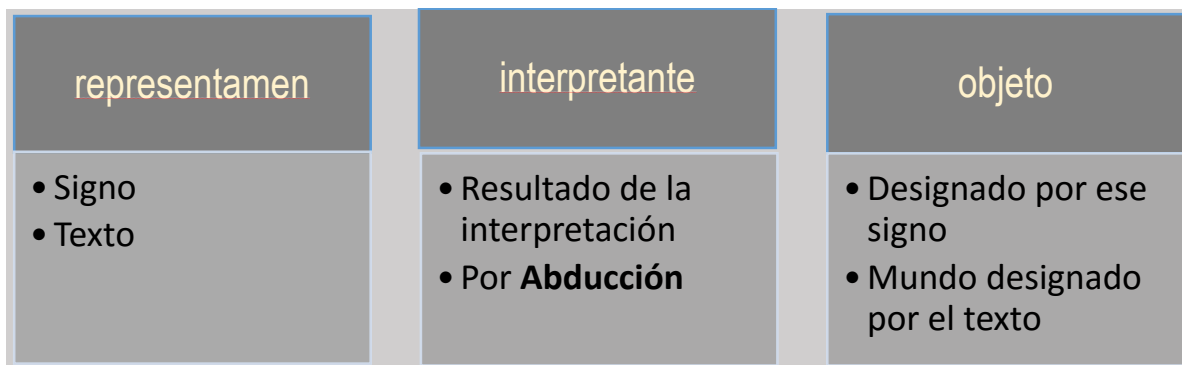 representamen
• Signo
• Texto
interpretante
• Resultado de la
interpretación
• Por Abducción
objeto
• Designado por ese
signo
• Mundo designado
por el texto